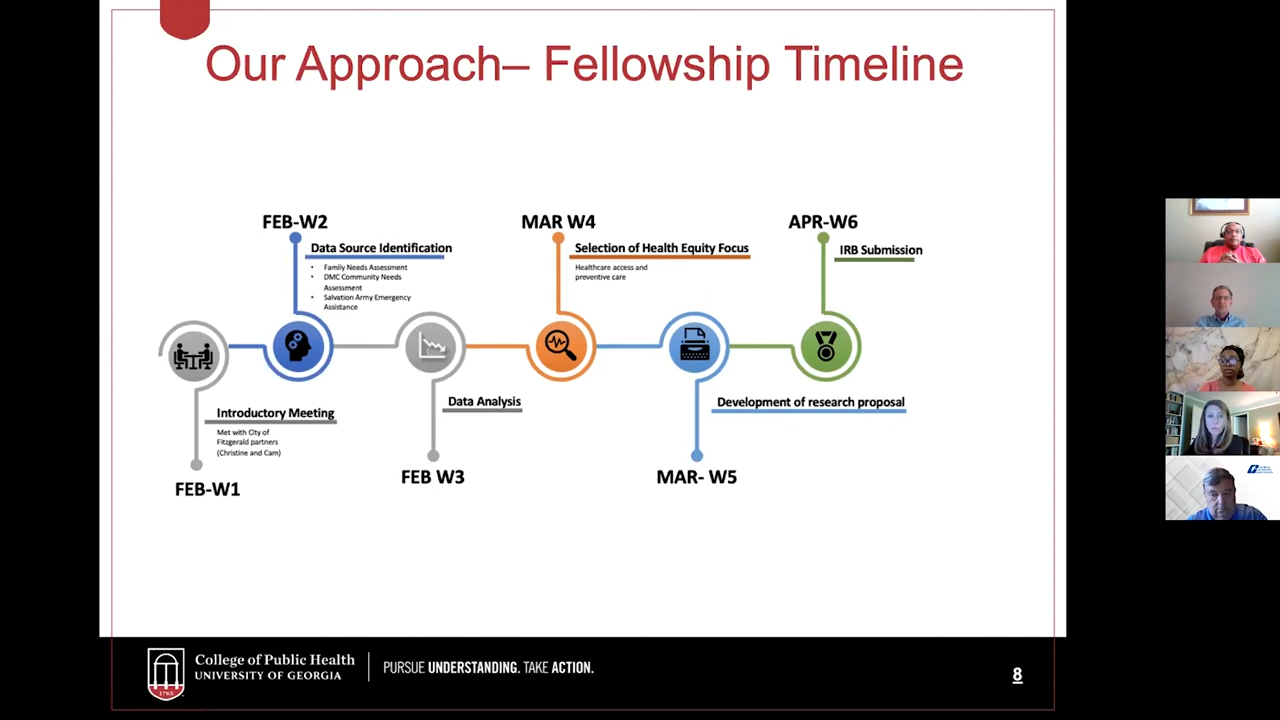 Our Approach– Fellowship Timeline
FEB-W2
Data Source Identification
• Family Needs Assessment
• DMC Community Needs
Assessment
• Salvation Army Emergency
Assistance
MAR W4
Selection of Health Equity Focus
Healthcare access and
preventive care
APR-W6
IRB Submission
Introductory Meeting
Met with City of
Fitzgerald partners
(Christine and Cam)
FEB-W1
Data Analysis
FEB W3
Development of research proposal
MAR- W5
1785
College of Public Health
UNIVERSITY OF GEORGIA
PURSUE UNDERSTANDING. TAKE ACTION.
8